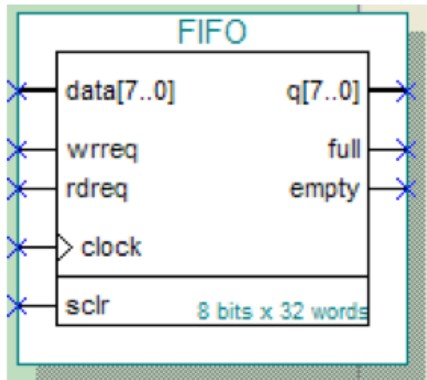 FIFO
data[7..0] q[7..0]
wrreq full
rdreq empty
clock
sclr 8 bits x 32 words